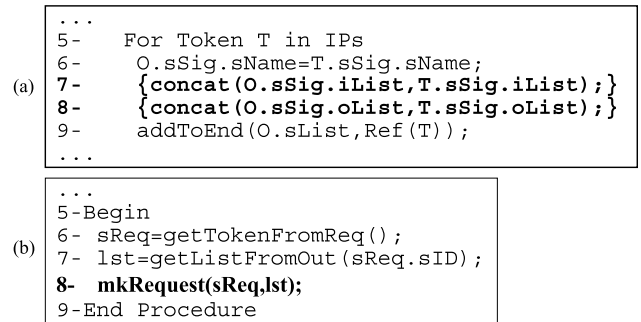 (a)
...
5-    For Token T in IPs
6-      O.sSig.sName=T.sSig.sName;
7-      {concat(O.sSig.iList,T.sSig.iList);}
8-      {concat(O.sSig.oList,T.sSig.oList);}
9-      addToEnd(O.sList,Ref(T));
...
(b)
...
5-Begin
6- sReq=getTokenFromReq();
7- lst=getListFromOut(sReq.sID);
8-  mkRequest(sReq,lst);
9-End Procedure